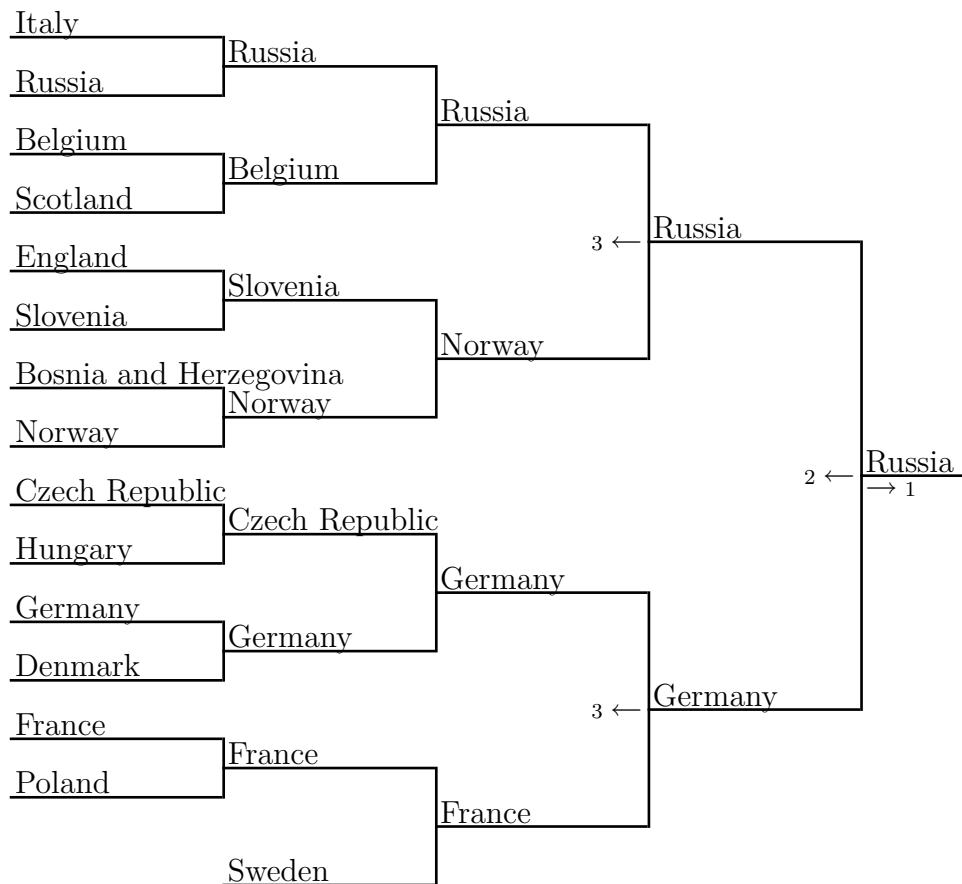 Italy
Russia
Russia
Russia
Belgium
Belgium
Scotland
3 ←
Russia
England
Slovenia
Slovenia
Norway
Bosnia and Herzegovina
Norway
Norway
2 ←
Russia
→ 1
Czech Republic
Czech Republic
Hungary
Germany
Germany
Germany
Denmark
3 ←
Germany
France
France
Poland
France
Sweden